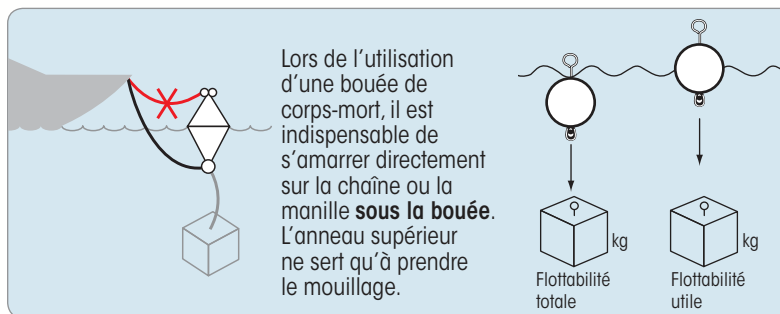 Lors de l'utilisation
d'une bouée de
corps-mort, il est
indispensable de
s'amarrer directement
sur la chaîne ou la
manille sous la bouée.
L'anneau supérieur
ne sert qu'à prendre
le mouillage.
kg
Flottabilité
totale
kg
Flottabilité
utile